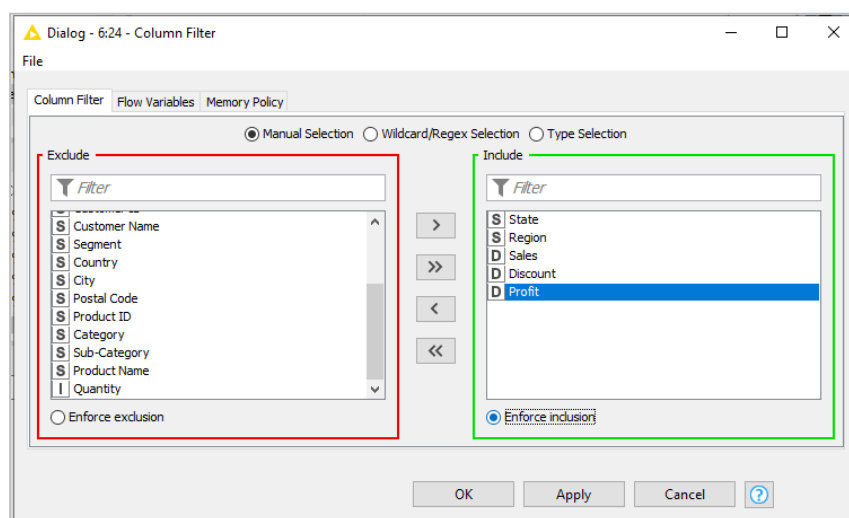 Dialog - 6:24 - Column Filter
File
Column Filter Flow Variables Memory Policy
Manual Selection Wildcard/Regex Selection Type Selection
Exclude
Filter
S Customer Name
S Segment
S Country
S City
S Postal Code
S Product ID
S Category
S Sub-Category
S Product Name
I Quantity
Enforce exclusion
>
>>
<
<<
Include
Filter
S State
S Region
D Sales
D Discount
D Profit
Enforce inclusion
OK Apply Cancel ?